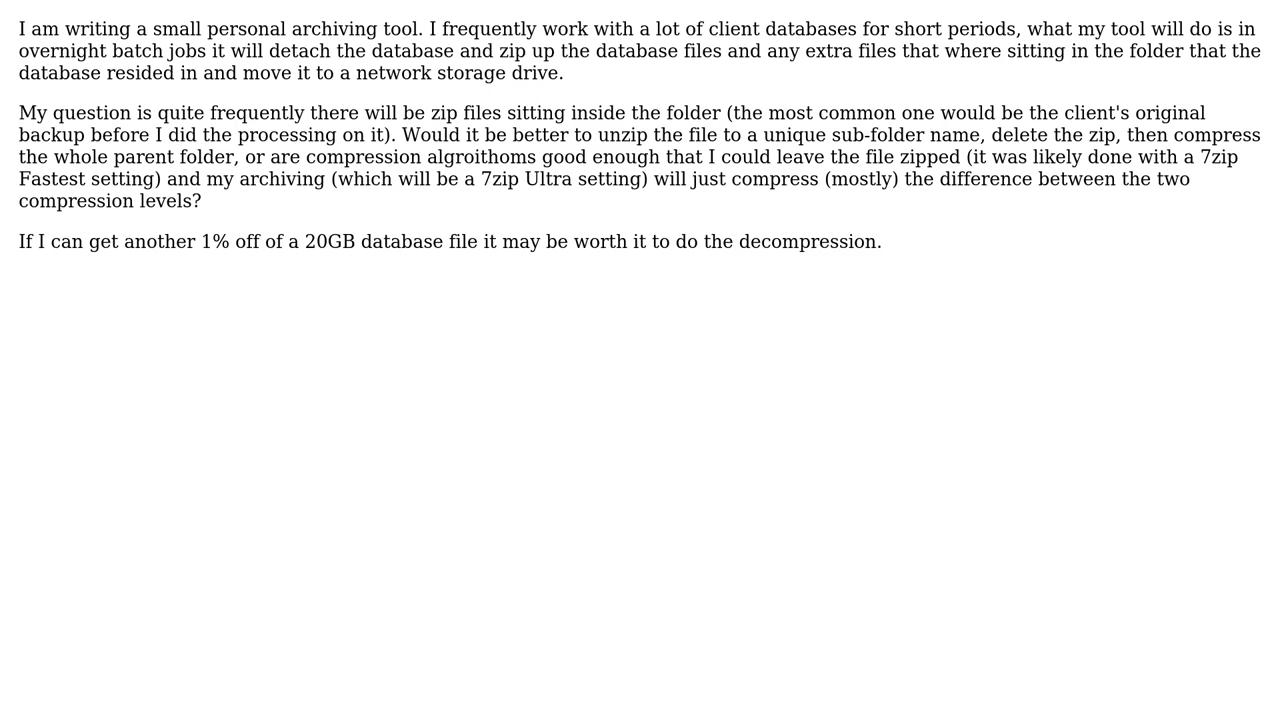 I am writing a small personal archiving tool. I frequently work with a lot of client databases for short periods, what my tool will do is in
overnight batch jobs it will detach the database and zip up the database files and any extra files that where sitting in the folder that the
database resided in and move it to a network storage drive.
My question is quite frequently there will be zip files sitting inside the folder (the most common one would be the client's original
backup before I did the processing on it). Would it be better to unzip the file to a unique sub-folder name, delete the zip, then compress
the whole parent folder, or are compression algroithoms good enough that I could leave the file zipped (it was likely done with a 7zip
Fastest setting) and my archiving (which will be a 7zip Ultra setting) will just compress (mostly) the difference between the two
compression levels?
If I can get another 1% off of a 20GB database file it may be worth it to do the decompression.